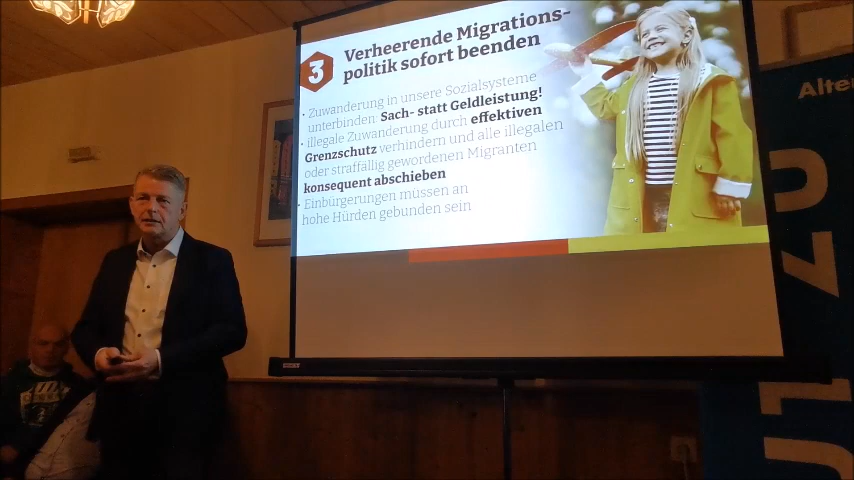 3
Verheerende Migrations-
politik sofort beenden
• Zuwanderung in unsere Sozialsysteme
unterbinden: Sach- statt Geldleistung!
• illegale Zuwanderung durch effektiven
Grenzschutz verhindern und alle illegalen
oder straffällig gewordenen Migranten
konsequent abschieben
• Einbürgerungen müssen an
hohe Hürden gebunden sein
Alter